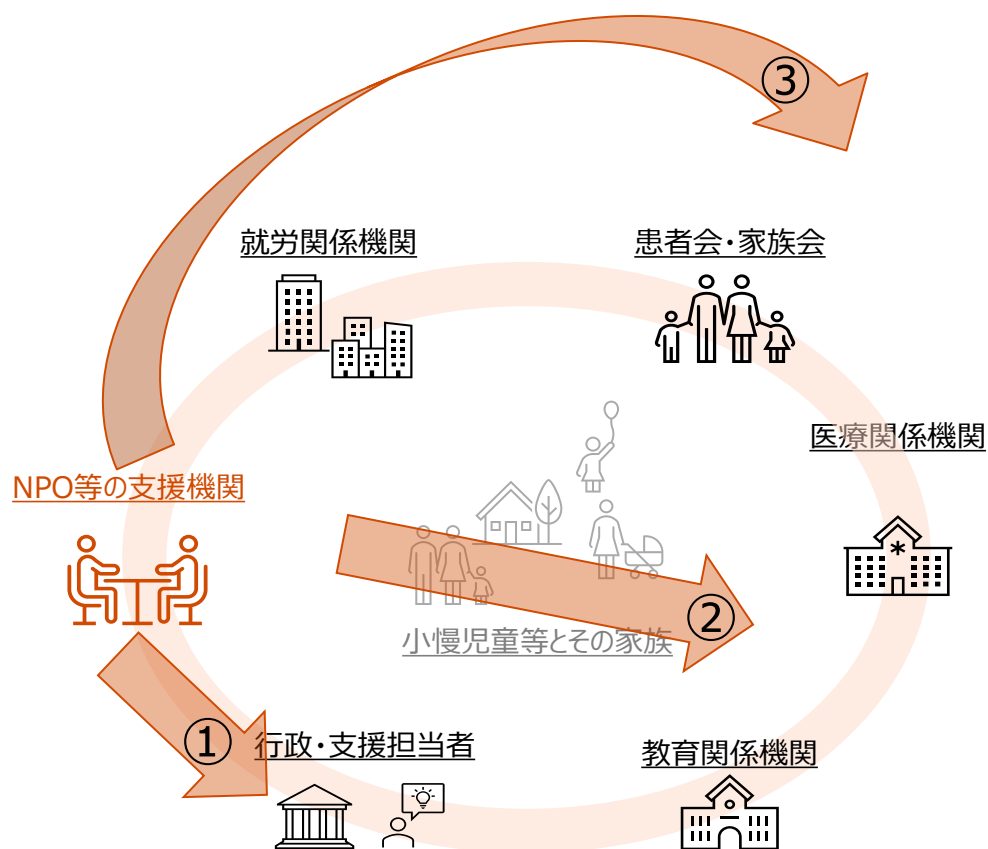 ③
就労関係機関
患者会・家族会
医療関係機関
NPO等の支援機関
②
小慢児童等とその家族
①
行政・支援担当者
教育関係機関